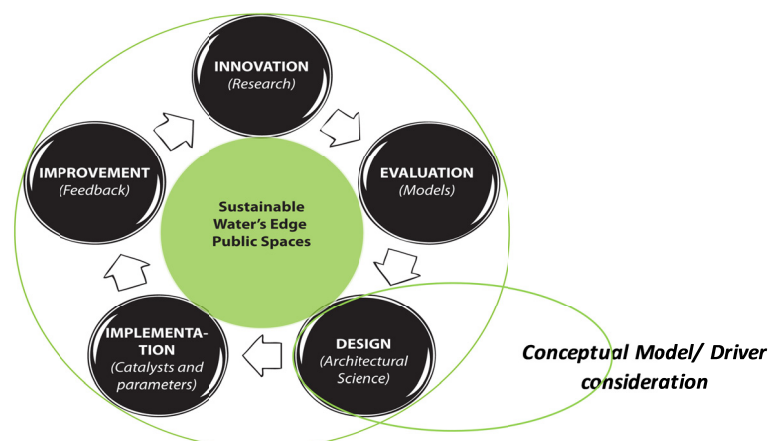 INNOVATION
(Research)
IMPROVEMENT
(Feedback)
EVALUATION
(Models)
Sustainable
Water's Edge
Public Spaces
IMPLEMENTA-
TION
(Catalysts and
parameters)
DESIGN
(Architectural
Science)
Conceptual Model/ Driver
consideration